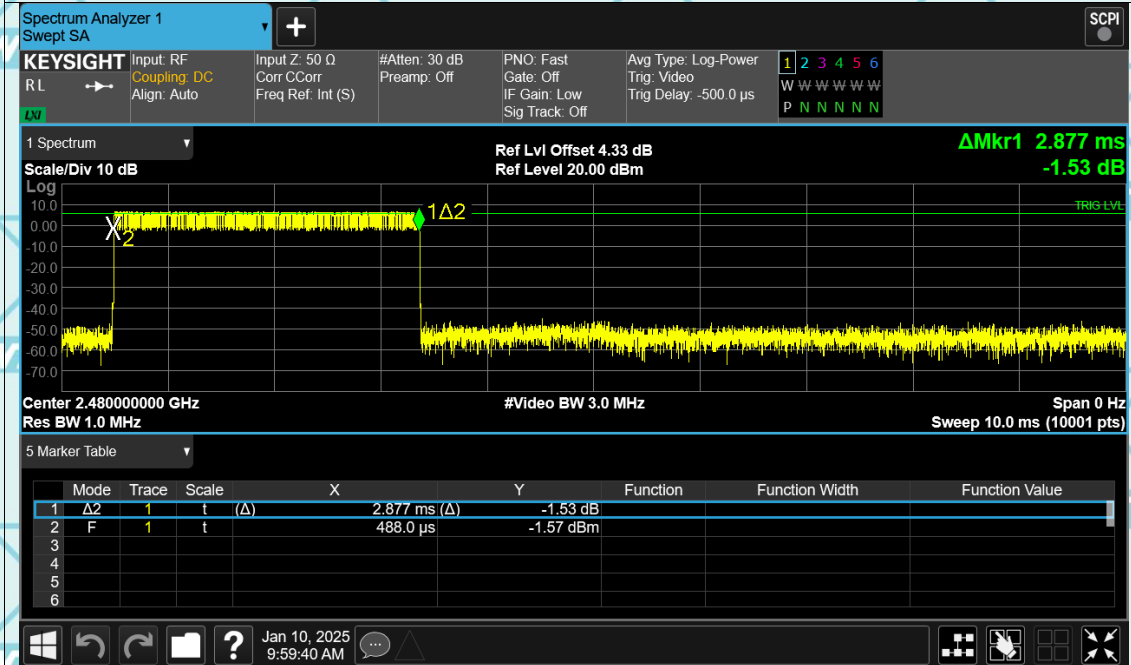 Spectrum Analyzer 1
Swept SA
+
SCPI
KEYSIGHT
RL
LXI
Input: RF
Coupling: DC
Align: Auto
Input Z: 50 Ω
Corr CCorr
Freq Ref: Int (S)
#Atten: 30 dB
Preamp: Off
PNO: Fast
Gate: Off
IF Gain: Low
Sig Track: Off
Avg Type: Log-Power
Trig: Video
Trig Delay: -500.0 µs
1 2 3 4 5 6
W W W W W W
P N N N N N
1 Spectrum
Scale/Div 10 dB
Log
Ref Lvl Offset 4.33 dB
Ref Level 20.00 dBm
ΔMkr1 2.877 ms
-1.53 dB
10.0
0.00
-10.0
-20.0
-30.0
-40.0
-50.0
-60.0
-70.0
X
2
1Δ2
TRIG LVL
Center 2.480000000 GHz
Res BW 1.0 MHz
#Video BW 3.0 MHz
Span 0 Hz
Sweep 10.0 ms (10001 pts)
5 Marker Table
Mode Trace Scale X Y Function Function Width Function Value
1 Δ2 1 t (Δ) 2.877 ms (Δ) -1.53 dB
2 F 1 t 488.0 µs -1.57 dBm
3
4
5
6
?
Jan 10, 2025
9:59:40 AM